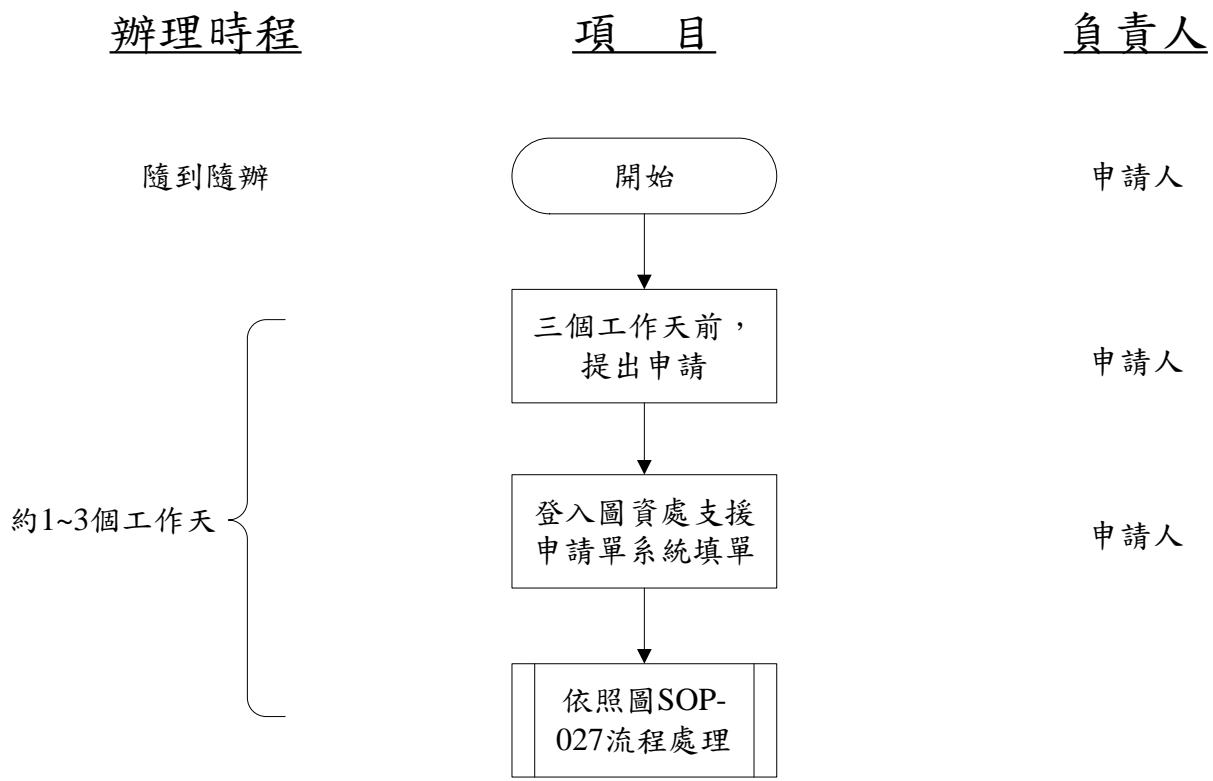 辦理時程 項 目 負責人
隨到隨辦 開始 申請人
三個工作天前，
提出申請
申請人
約1~3個工作天
登入圖資處支援
申請單系統填單
申請人
依照圖SOP-
027流程處理